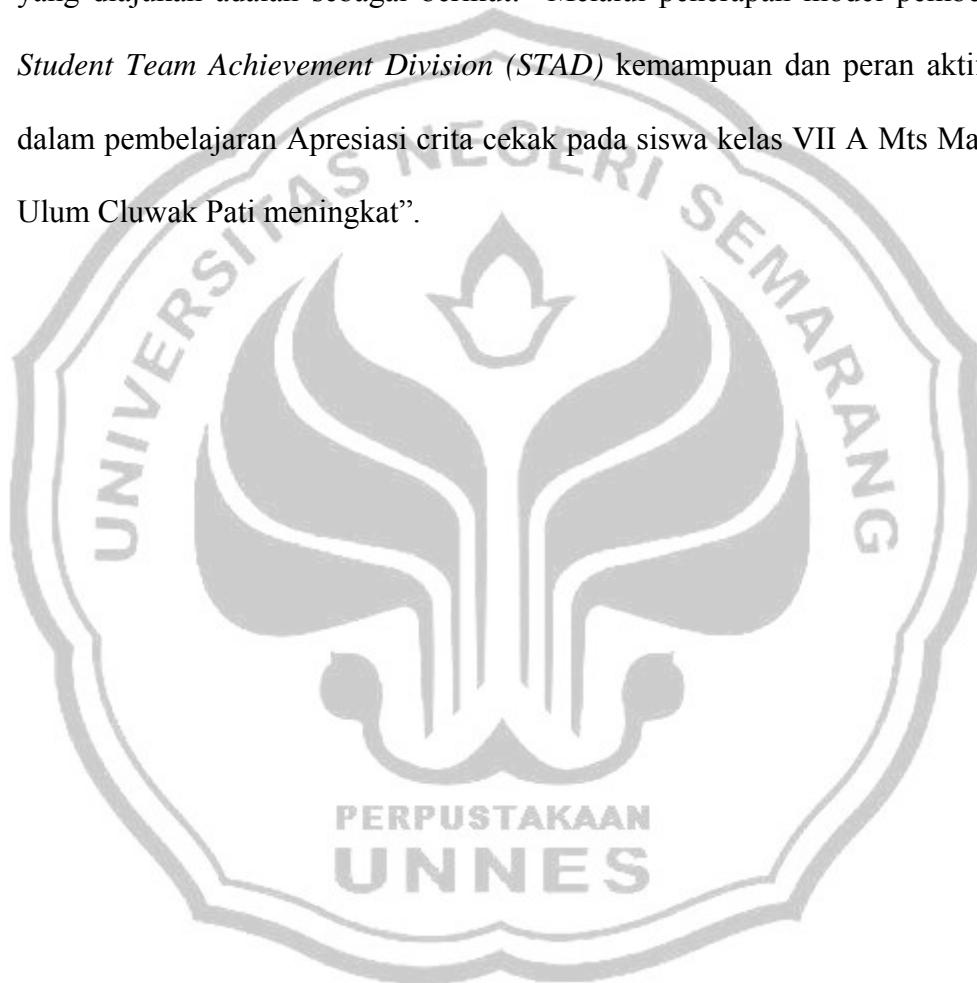 Student Team Achievement Division (STAD) kemampuan dan peran aktif
dalam pembelajaran Apresiasi crita cekak pada siswa kelas VII A Mts Ma
Ulum Cluwak Pati meningkat”.
UNIVERSITAS NEGERI SEMARANG
PERPUSTAKAAN
UNNES